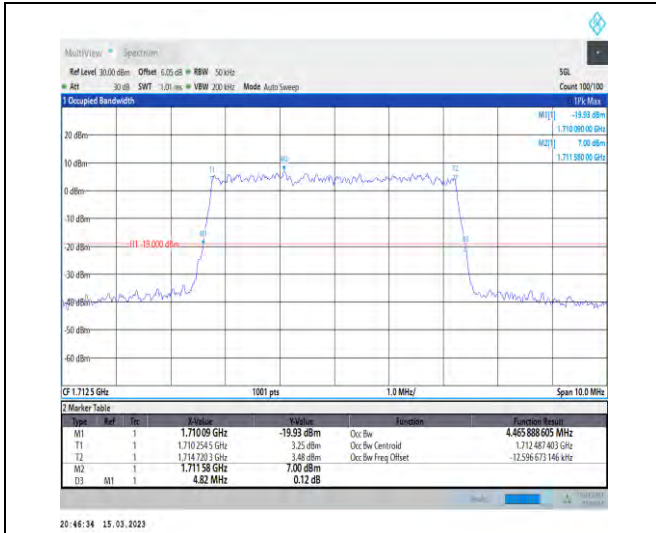 MultiView Spectrum
Ref Level 30.00 dBm Offset 6.05 dB RBW 50 kHz SGL
Att 30 dB SWT 1.01 ms VBW 200 kHz Mode Auto Sweep Count 100/100
1 Occupied Bandwidth 1Pk Max
M1[1] -19.93 dBm
1.710 090 00 GHz
M2[1] 7.00 dBm
1.711 580 00 GHz
20 dBm
10 dBm
T1 M2 T2
0 dBm
-10 dBm
-20 dBm
H1 -19.000 dBm
-30 dBm
-40 dBm
-50 dBm
-60 dBm
CF 1.712 5 GHz 1001 pts 1.0 MHz/ Span 10.0 MHz
2 Marker Table
Type Ref Trc X-Value Y-Value Function Function Result
M1 1 1.710 09 GHz -19.93 dBm Occ Bw 4.465 888 605 MHz
T1 1 1.710 254 5 GHz 3.25 dBm Occ Bw Centroid 1.712 487 403 GHz
T2 1 1.714 720 3 GHz 3.48 dBm Occ Bw Freq Offset -12.596 673 146 kHz
M2 1 1.711 58 GHz 7.00 dBm
D3 M1 1 4.82 MHz 0.12 dB
20:46:34 15.03.2023